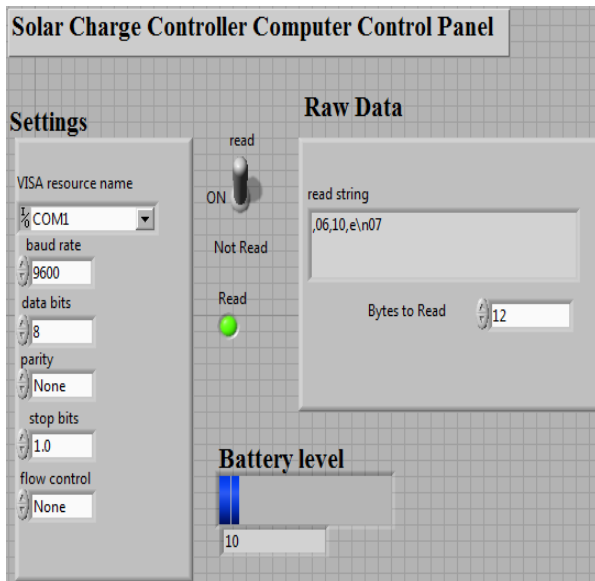 Solar Charge Controller Computer Control Panel
Settings
VISA resource name
I/O COM1
baud rate
9600
data bits
8
parity
None
stop bits
1.0
flow control
None
read
ON
Not Read
Read
Raw Data
read string
,06,10,e\n07
Bytes to Read
12
Battery level
10